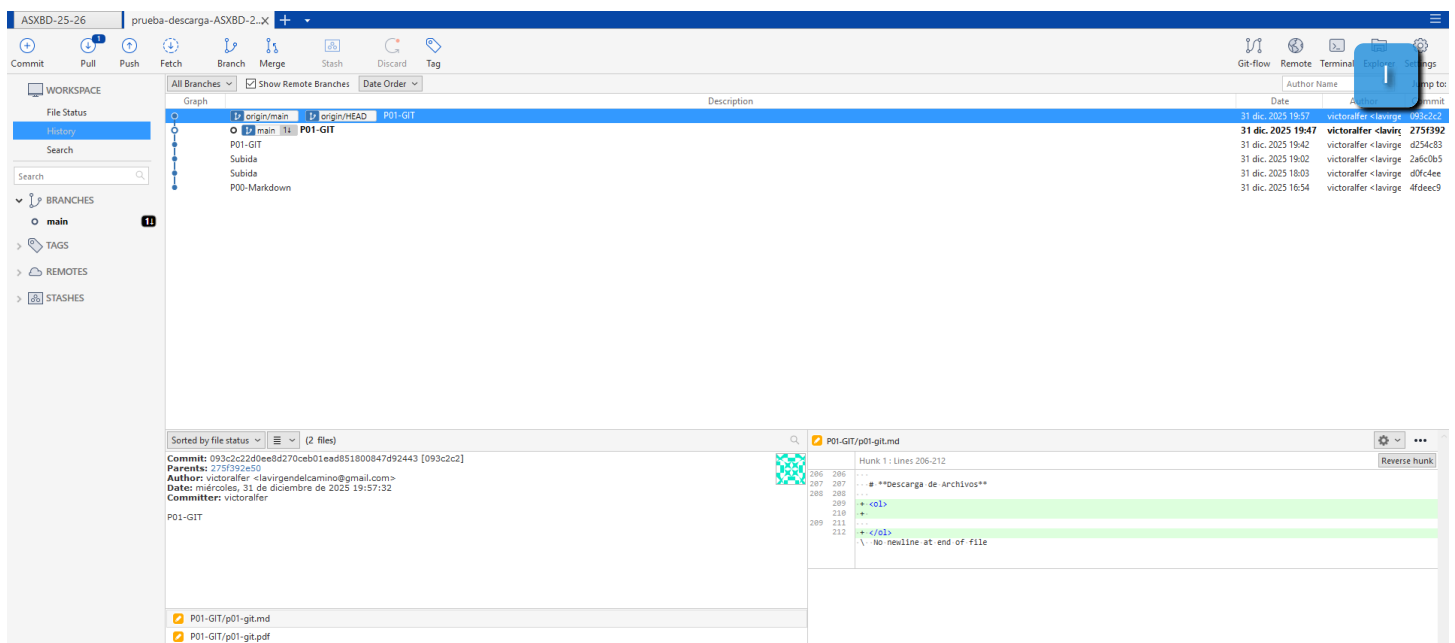 ASXBD-25-26 prueba-descarga-ASXBD-2..
1
Commit Pull Push Fetch Branch Merge Stash Discard Tag Git-flow Remote Terminal Explorer Settings
I
WORKSPACE
File Status
History
Search
Search
BRANCHES
main 1↓
TAGS
REMOTES
STASHES
All Branches Show Remote Branches Date Order Author Name Jump to:
Graph Description Date Author Commit
origin/main origin/HEAD P01-GIT 31 dic. 2025 19:57 victoralfer <lavirge 093c2c2
main 1↓ P01-GIT 31 dic. 2025 19:47 victoralfer <lavirg 275f392
P01-GIT 31 dic. 2025 19:42 victoralfer <lavirge d254c83
Subida 31 dic. 2025 19:02 victoralfer <lavirge 2a6c0b5
Subida 31 dic. 2025 18:03 victoralfer <lavirge d0fc4ee
P00-Markdown 31 dic. 2025 16:54 victoralfer <lavirge 4fdeec9
Sorted by file status (2 files)
Commit: 093c2c22d0ee8d270ceb01ead851800847d92443 [093c2c2]
Parents: 275f392e50
Author: victoralfer <lavirgendelcamino@gmail.com>
Date: miércoles, 31 de diciembre de 2025 19:57:32
Committer: victoralfer
P01-GIT
P01-GIT/p01-git.md
P01-GIT/p01-git.pdf
P01-GIT/p01-git.md
Hunk 1 : Lines 206-212 Reverse hunk
206 206
207 207 # **Descarga de Archivos**
208 208
209 + <ol>
210 +
209 211
212 + </ol>
\ No newline at end of file